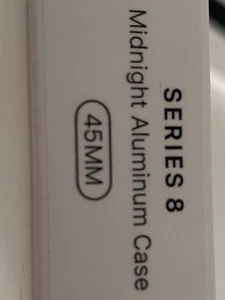 SERIES 8
Midnight Aluminum Case
45MM